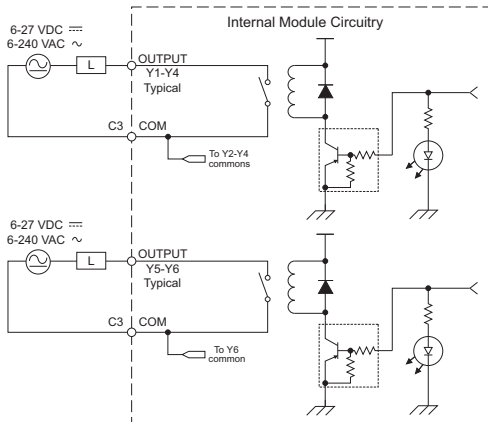 Internal Module Circuitry
6-27 VDC
6-240 VAC ~
L
OUTPUT
Y1-Y4
Typical
C3
COM
To Y2-Y4
commons
6-27 VDC
6-240 VAC ~
L
OUTPUT
Y5-Y6
Typical
C3
COM
To Y6
common